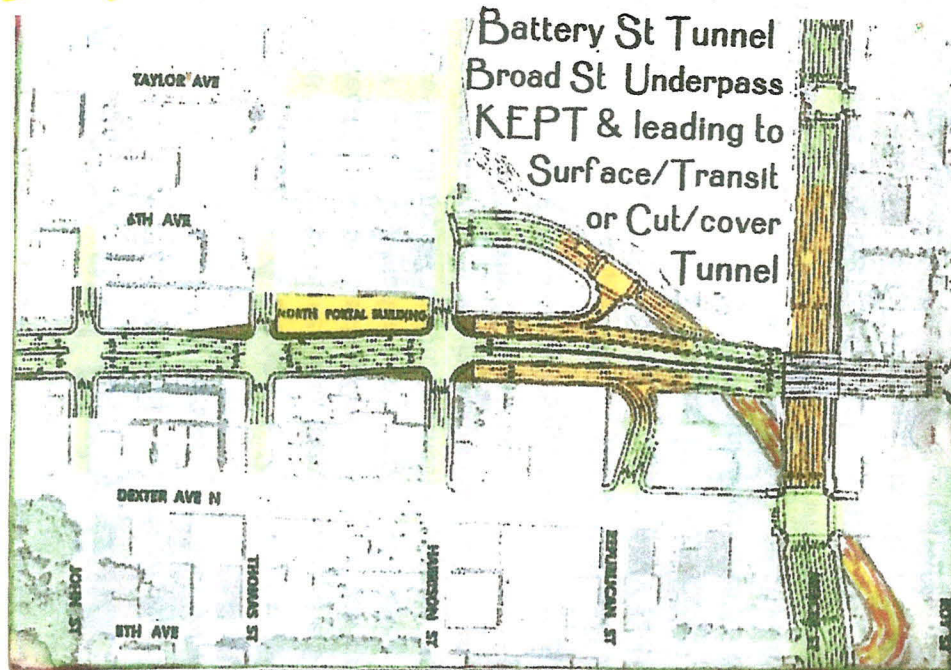 Battery St Tunnel
Broad St Underpass
KEPT & leading to
Surface/Transit
or Cut/cover
Tunnel
TAYLOR AVE
6TH AVE
NORTH PORTAL BUILDING
DEXTER AVE N
JOHN ST
THOMAS ST
HARRISON ST
REPUBLICAN ST
8TH AVE